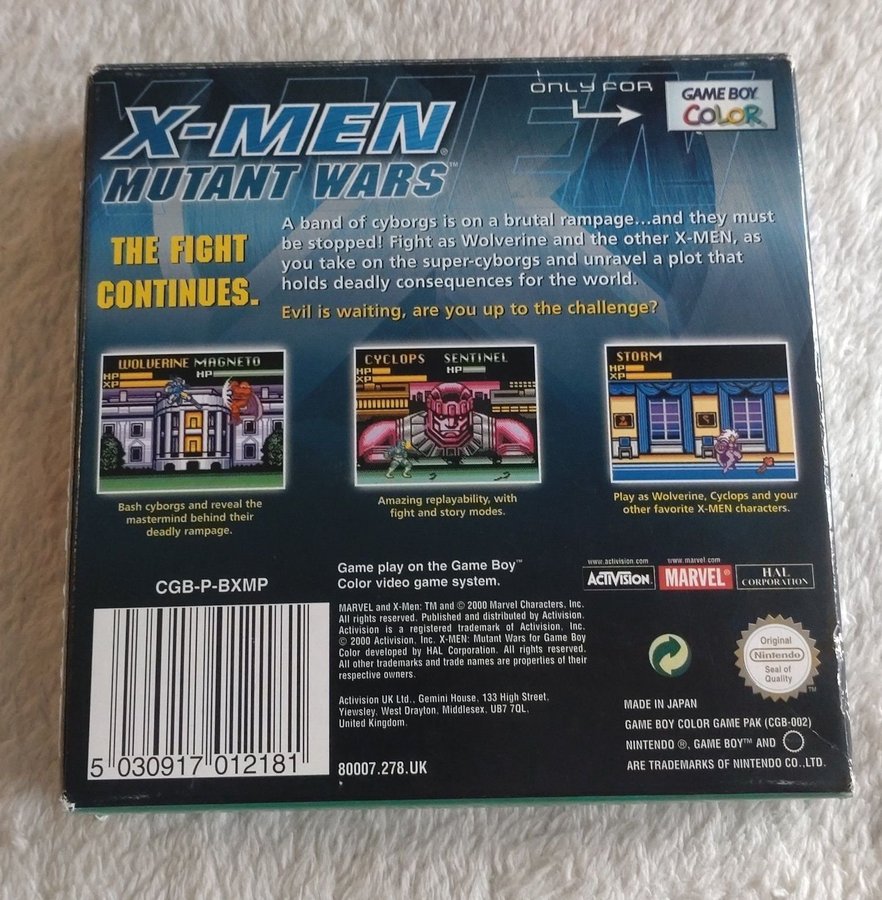 X-MEN®
MUTANT WARS™
ONLY FOR
GAME BOY
COLOR
THE FIGHT
CONTINUES.
A band of cyborgs is on a brutal rampage...and they must
be stopped! Fight as Wolverine and the other X-MEN, as
you take on the super-cyborgs and unravel a plot that
holds deadly consequences for the world.
Evil is waiting, are you up to the challenge?
WOLVERINE MAGNETO
HP HP
XP
CYCLOPS SENTINEL
HP HP
XP
STORM
HP
XP
Bash cyborgs and reveal the
mastermind behind their
deadly rampage.
Amazing replayability, with
fight and story modes.
Play as Wolverine, Cyclops and your
other favorite X-MEN characters.
CGB-P-BXMP
Game play on the Game Boy™
Color video game system.
www.activision.com www.marvel.com
ACTIVISION. MARVEL® HAL
CORPORATION
MARVEL and X-Men: TM and © 2000 Marvel Characters, Inc.
All rights reserved. Published and distributed by Activision.
Activision is a registered trademark of Activision, Inc.
© 2000 Activision, Inc. X-MEN: Mutant Wars for Game Boy
Color developed by HAL Corporation. All rights reserved.
All other trademarks and trade names are properties of their
respective owners.
Activision UK Ltd., Gemini House, 133 High Street,
Yiewsley, West Drayton, Middlesex, UB7 7QL,
United Kingdom.
Original
Nintendo
Seal of
Quality
TM
5 030917 012181
80007.278.UK
MADE IN JAPAN
GAME BOY COLOR GAME PAK (CGB-002)
NINTENDO ®, GAME BOY™ AND
ARE TRADEMARKS OF NINTENDO CO.,LTD.